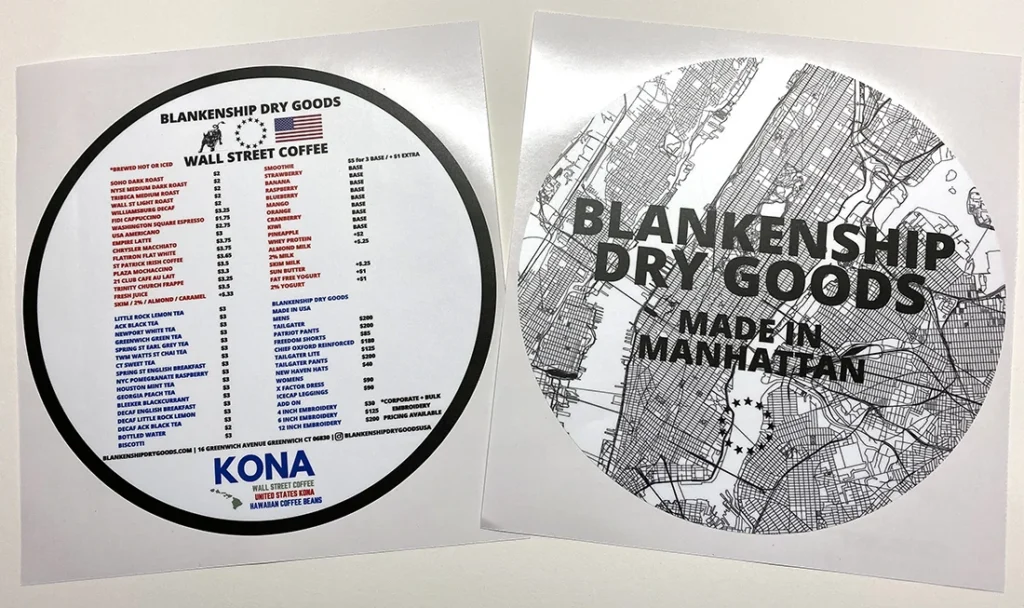 BLANKENSHIP DRY GOODS
WALL STREET COFFEE
*BREWED HOT OR ICED
SOHO DARK ROAST $2
NYSE MEDIUM DARK ROAST $2
TRIBECA MEDIUM ROAST $2
WALL ST LIGHT ROAST $2
WILLIAMSBURG DECAF
FIDI CAPPUCCINO $3.25
WASHINGTON SQUARE ESPRESSO $1.75
USA AMERICANO $2.75
EMPIRE LATTE $3
CHRYSLER MACCHIATO $3.75
FLATIRON FLAT WHITE $3.75
ST PATRICK IRISH COFFEE $3.65
PLAZA MOCHACCINO $3.5
21 CLUB CAFE AU LAIT $3.3
TRINITY CHURCH FRAPPE $3.25
FRESH JUICE $3.5
SKIM / 2% / ALMOND / CARAMEL +$.33
LITTLE ROCK LEMON TEA $3
ACK BLACK TEA $3
NEWPORT WHITE TEA $3
GREENWICH GREEN TEA $3
SPRING ST EARL GREY TEA $3
TWM WATTS ST CHAI TEA $3
CT SWEET TEA $3
SPRING ST ENGLISH BREAKFAST $3
NYC POMEGRANATE RASPBERRY $3
HOUSTON MINT TEA $3
GEORGIA PEACH TEA $3
BLEEKER BLACKCURRANT $3
DECAF ENGLISH BREAKFAST $3
DECAF LITTLE ROCK LEMON $3
DECAF ACK BLACK TEA $3
BOTTLED WATER $2
BISCOTTI $3
SMOOTHIE $5 for 3 BASE / + $1 EXTRA
STRAWBERRY BASE
BANANA BASE
RASPBERRY BASE
BLUEBERRY BASE
MANGO BASE
ORANGE BASE
CRANBERRY BASE
KIWI BASE
PINEAPPLE BASE
WHEY PROTEIN +$2
ALMOND MILK +$.25
2% MILK
SKIM MILK
SUN BUTTER +$.25
FAT FREE YOGURT +$1
2% YOGURT +$1
BLANKENSHIP DRY GOODS
MADE IN USA
MENS
TAILGATER $200
PATRIOT PANTS $200
FREEDOM SHORTS $85
CHIEF OXFORD REINFORCED $180
TAILGATER LITE $125
TAILGATER PANTS $200
NEW HAVEN HATS $40
WOMENS
X FACTOR DRESS $90
ICECAP LEGGINGS $90
ADD ON
4 INCH EMBROIDERY $30
6 INCH EMBROIDERY $125
12 INCH EMBROIDERY $200
*CORPORATE + BULK
EMBROIDERY
PRICING AVAILABLE
BLANKENSHIPDRYGOODS.COM | 16 GREENWICH AVENUE GREENWICH CT 06830 | BLANKENSHIPDRYGOODSUSA
KONA
WALL STREET COFFEE
UNITED STATES KONA
HAWAIIAN COFFEE BEANS
BLANKENSHIP
DRY GOODS
MADE IN
MANHATTAN